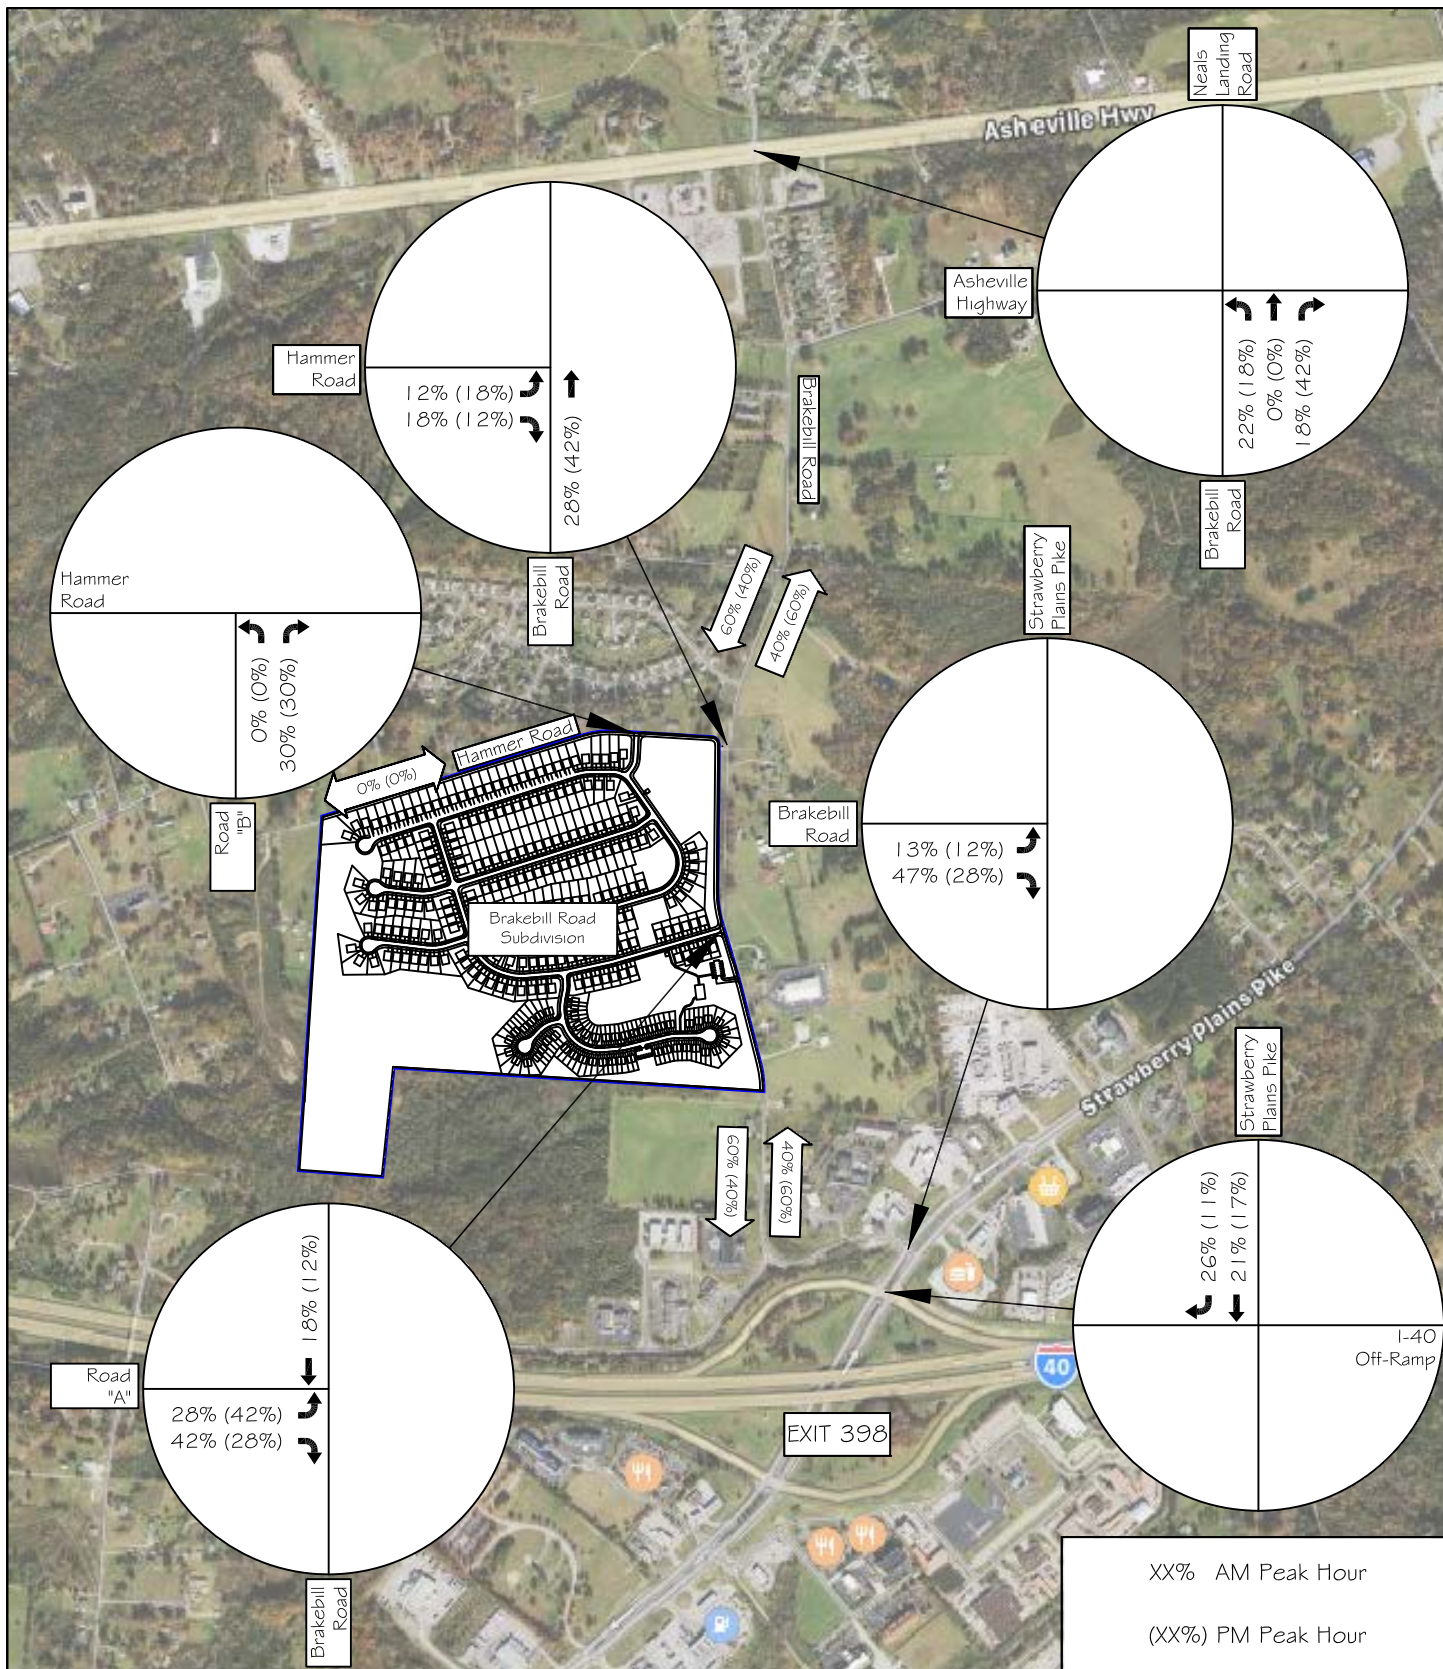 Neals
Landing
Road
Asheville Hwy
Asheville
Highway
22% (18%)
0% (0%)
18% (42%)
Brakebill
Road
Hammer
Road
12% (18%)
18% (12%)
28% (42%)
Brakebill
Road
Brakebill Road
Hammer
Road
0% (0%)
30% (30%)
Road
"B"
60% (40%)
40% (60%)
Strawberry
Plains Pike
Brakebill
Road
13% (12%)
47% (28%)
Hammer Road
0% (0%)
Brakebill Road
Subdivision
Strawberry Plains Pike
60% (40%)
40% (60%)
Strawberry
Plains Pike
26% (11%)
21% (17%)
I-40
Off-Ramp
40
EXIT 398
18% (12%)
Road
"A"
28% (42%)
42% (28%)
Brakebill
Road
XX% AM Peak Hour
(XX%) PM Peak Hour